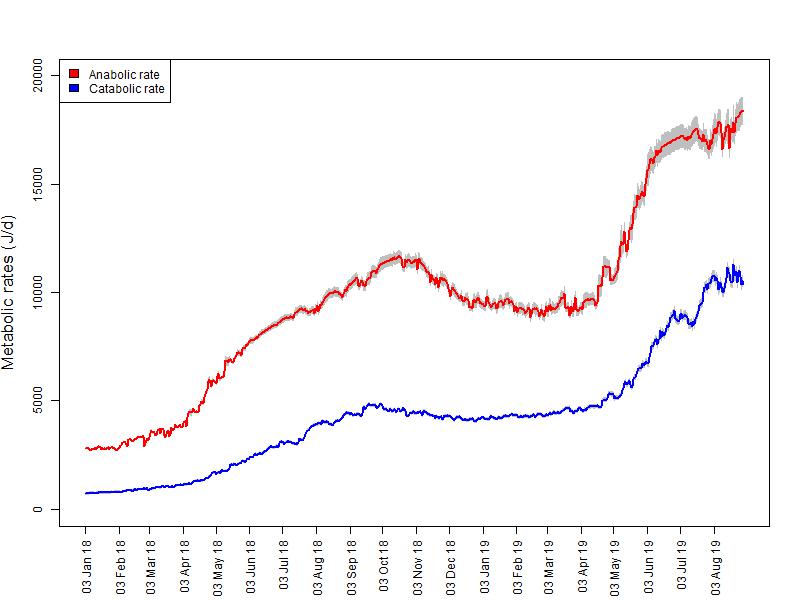 Anabolic rate
Catabolic rate
Metabolic rates (J/d)
20000
15000
10000
5000
0
03 Jan 18
03 Feb 18
03 Mar 18
03 Apr 18
03 May 18
03 Jun 18
03 Jul 18
03 Aug 18
03 Sep 18
03 Oct 18
03 Nov 18
03 Dec 18
03 Jan 19
03 Feb 19
03 Mar 19
03 Apr 19
03 May 19
03 Jun 19
03 Jul 19
03 Aug 19